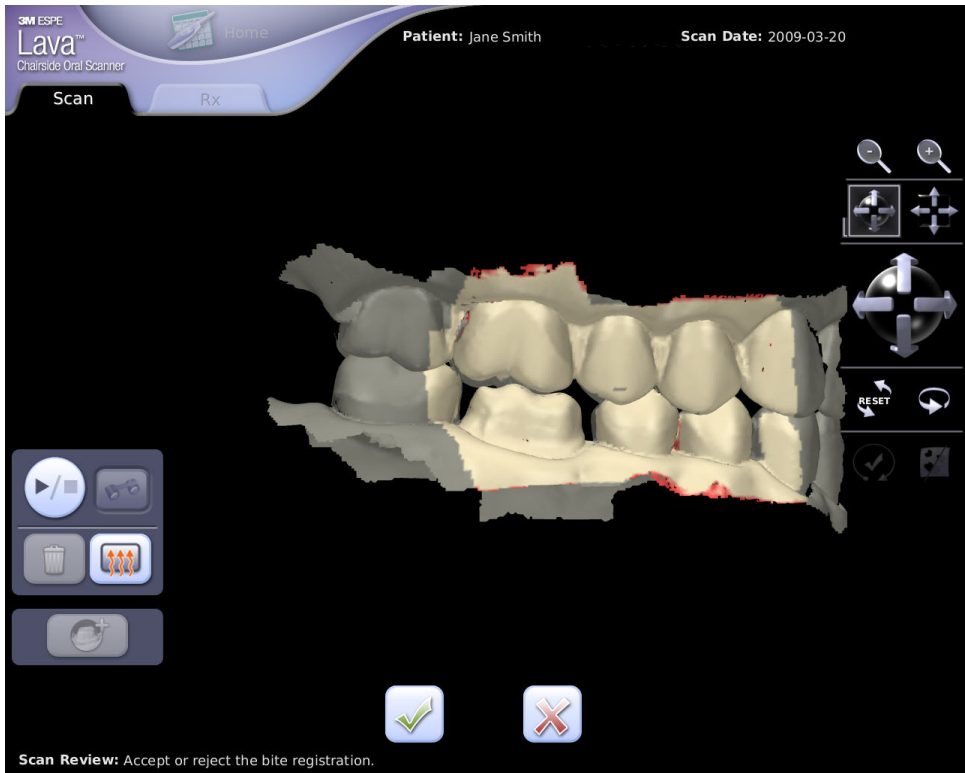 3M ESPE
Lava™
Chairside Oral Scanner
Home
Patient: Jane Smith
Scan Date: 2009-03-20
Scan
Rx
RESET
Scan Review: Accept or reject the bite registration.